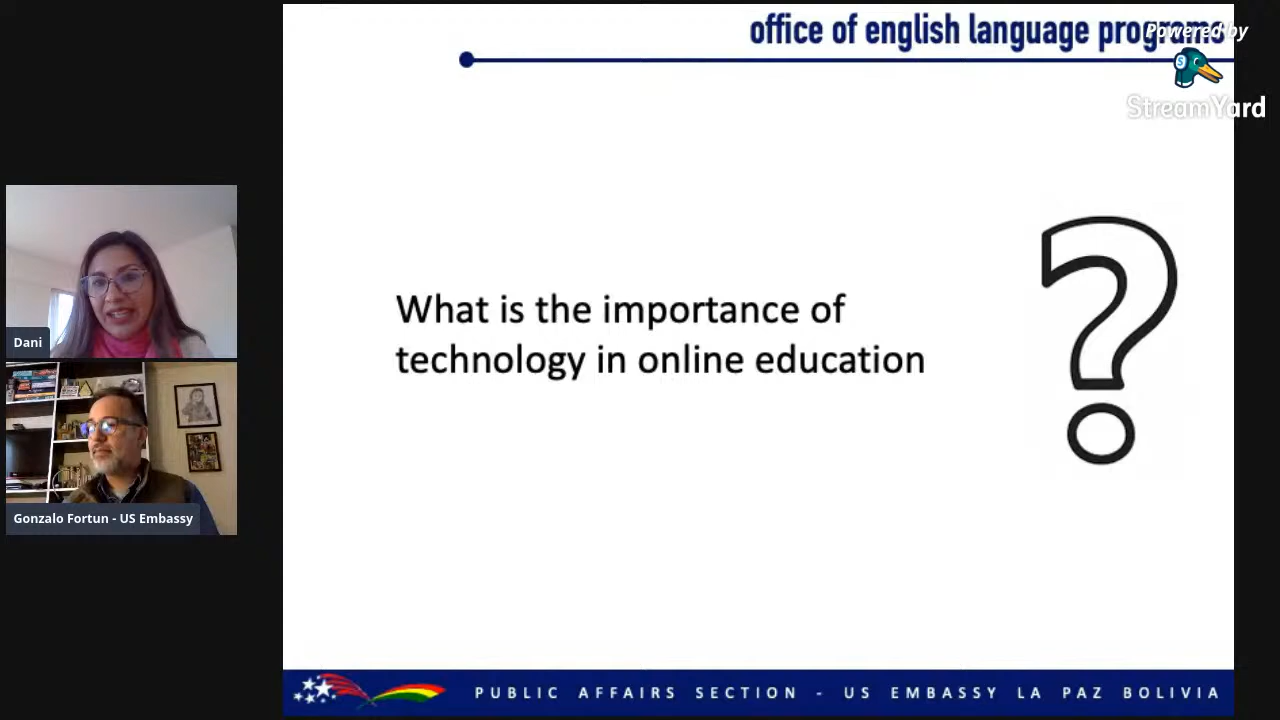 office of english language programs
Powered by
StreamYard
What is the importance of
technology in online education
?
Dani
Gonzalo Fortun - US Embassy
PUBLIC AFFAIRS SECTION - US EMBASSY LA PAZ BOLIVIA